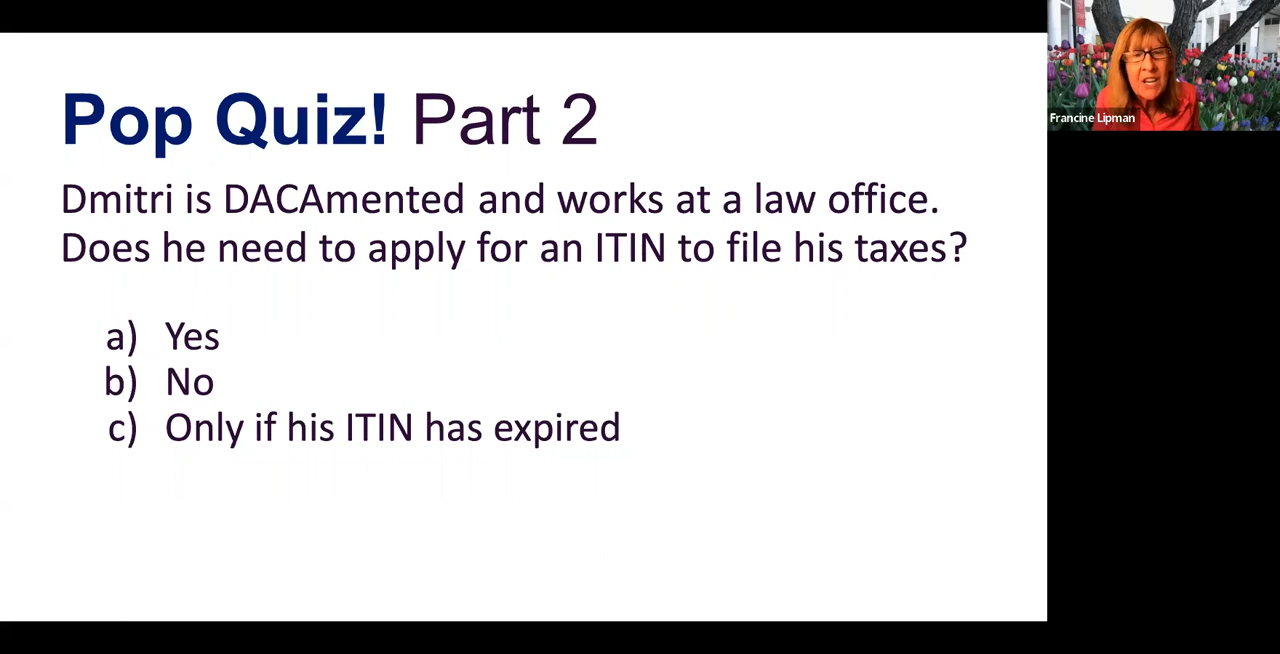 Pop Quiz! Part 2
Dmitri is DACAmented and works at a law office.
Does he need to apply for an ITIN to file his taxes?
a) Yes
b) No
c) Only if his ITIN has expired
Francine Lipman